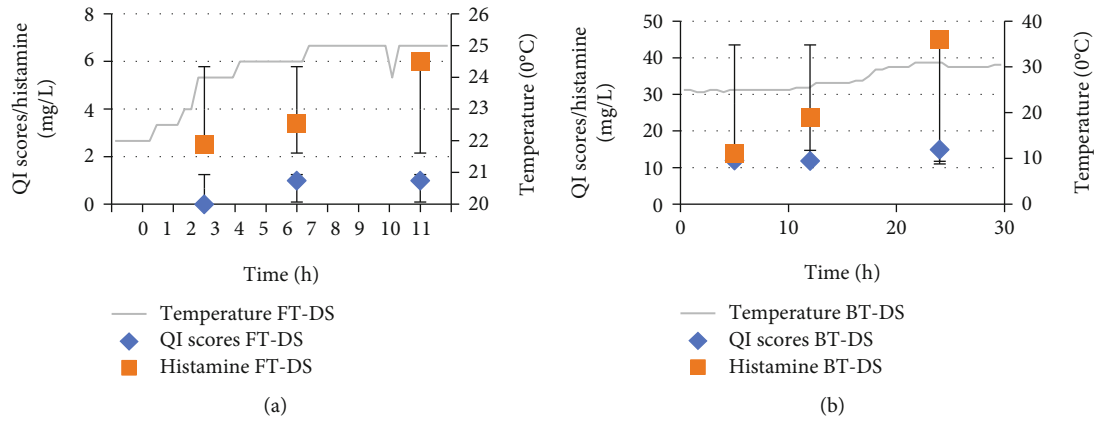 8
6
4
2
0
QI scores/histamine
(mg/L)
26
25
24
23
22
21
20
Temperature (0°C)
0 1 2 3 4 5 6 7 8 9 10 11
Time (h)
Temperature FT-DS
QI scores FT-DS
Histamine FT-DS
(a)
50
40
30
20
10
0
QI scores/histamine
(mg/L)
40
30
20
10
0
Temperature (0°C)
0 10 20 30
Time (h)
Temperature BT-DS
QI scores BT-DS
Histamine BT-DS
(b)